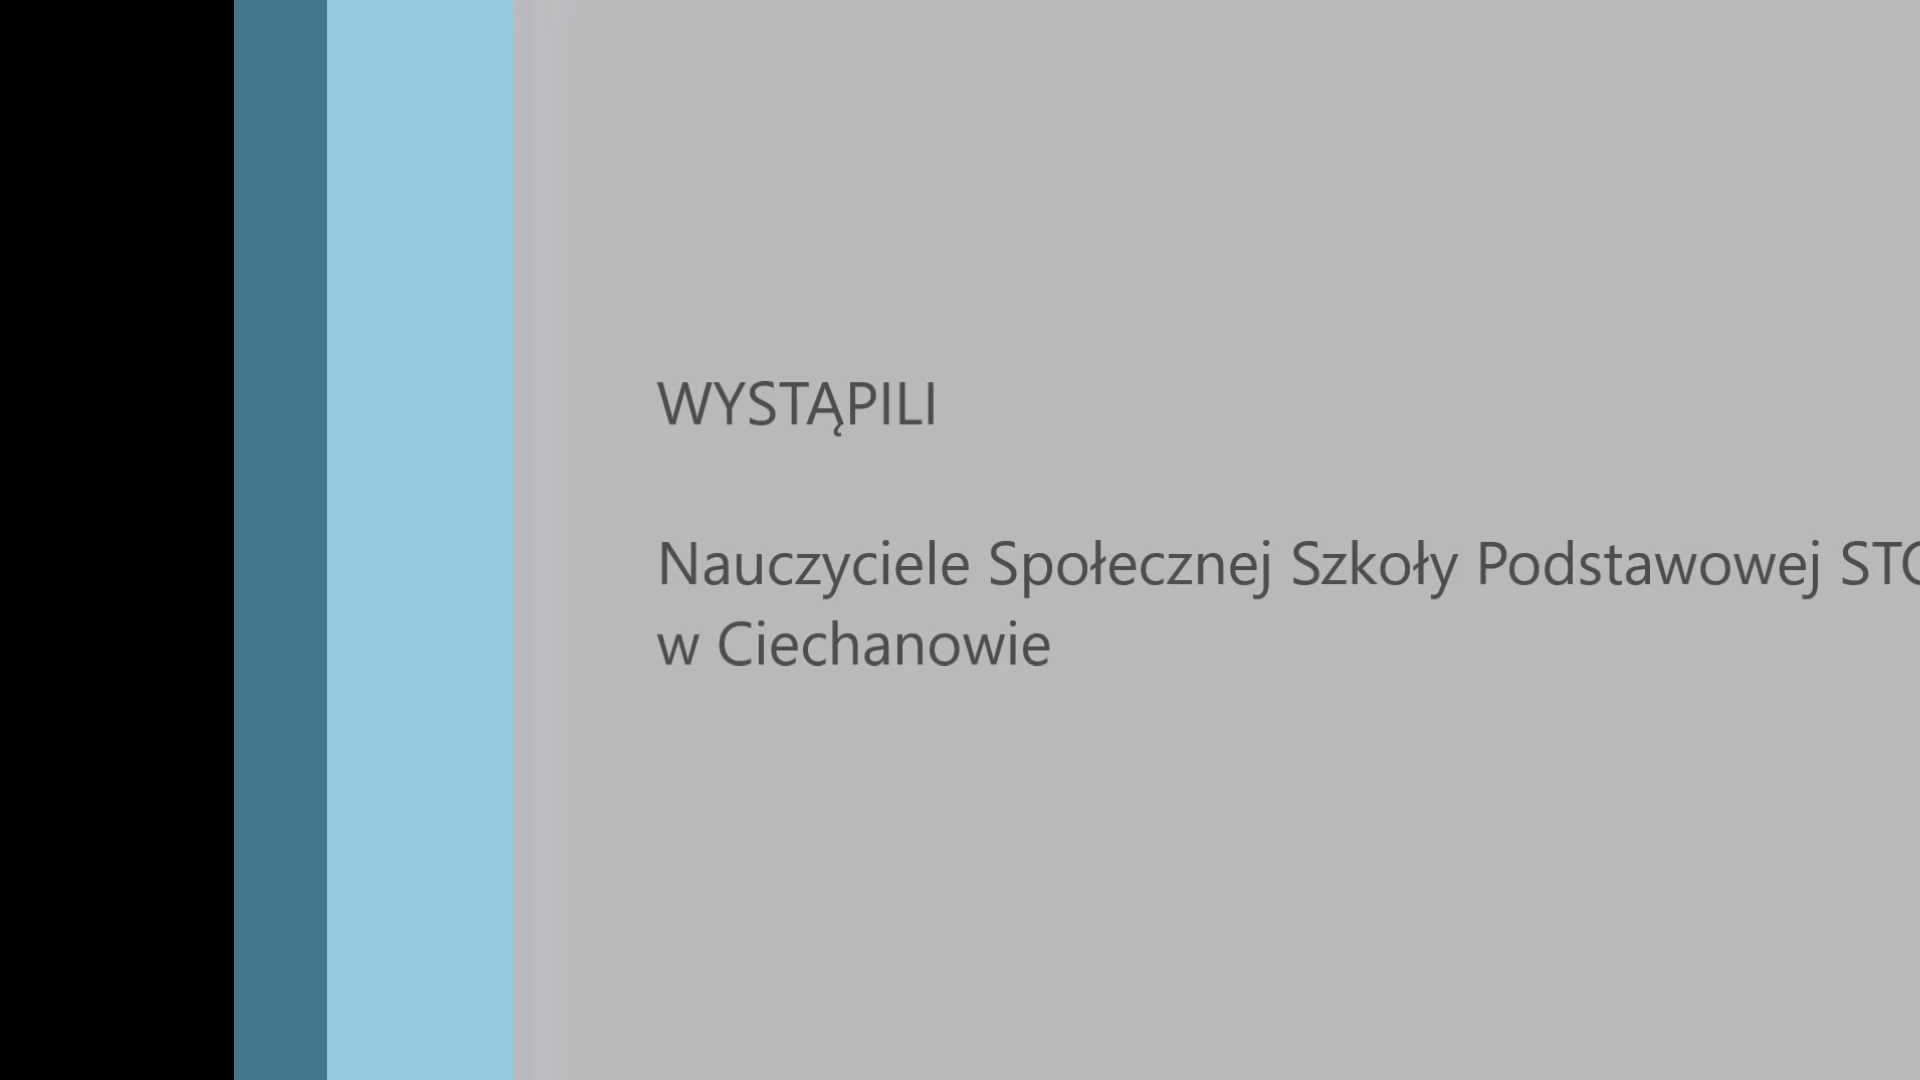 WYSTĄPILI
Nauczyciele Społecznej Szkoły Podstawowej
w Ciechanowie